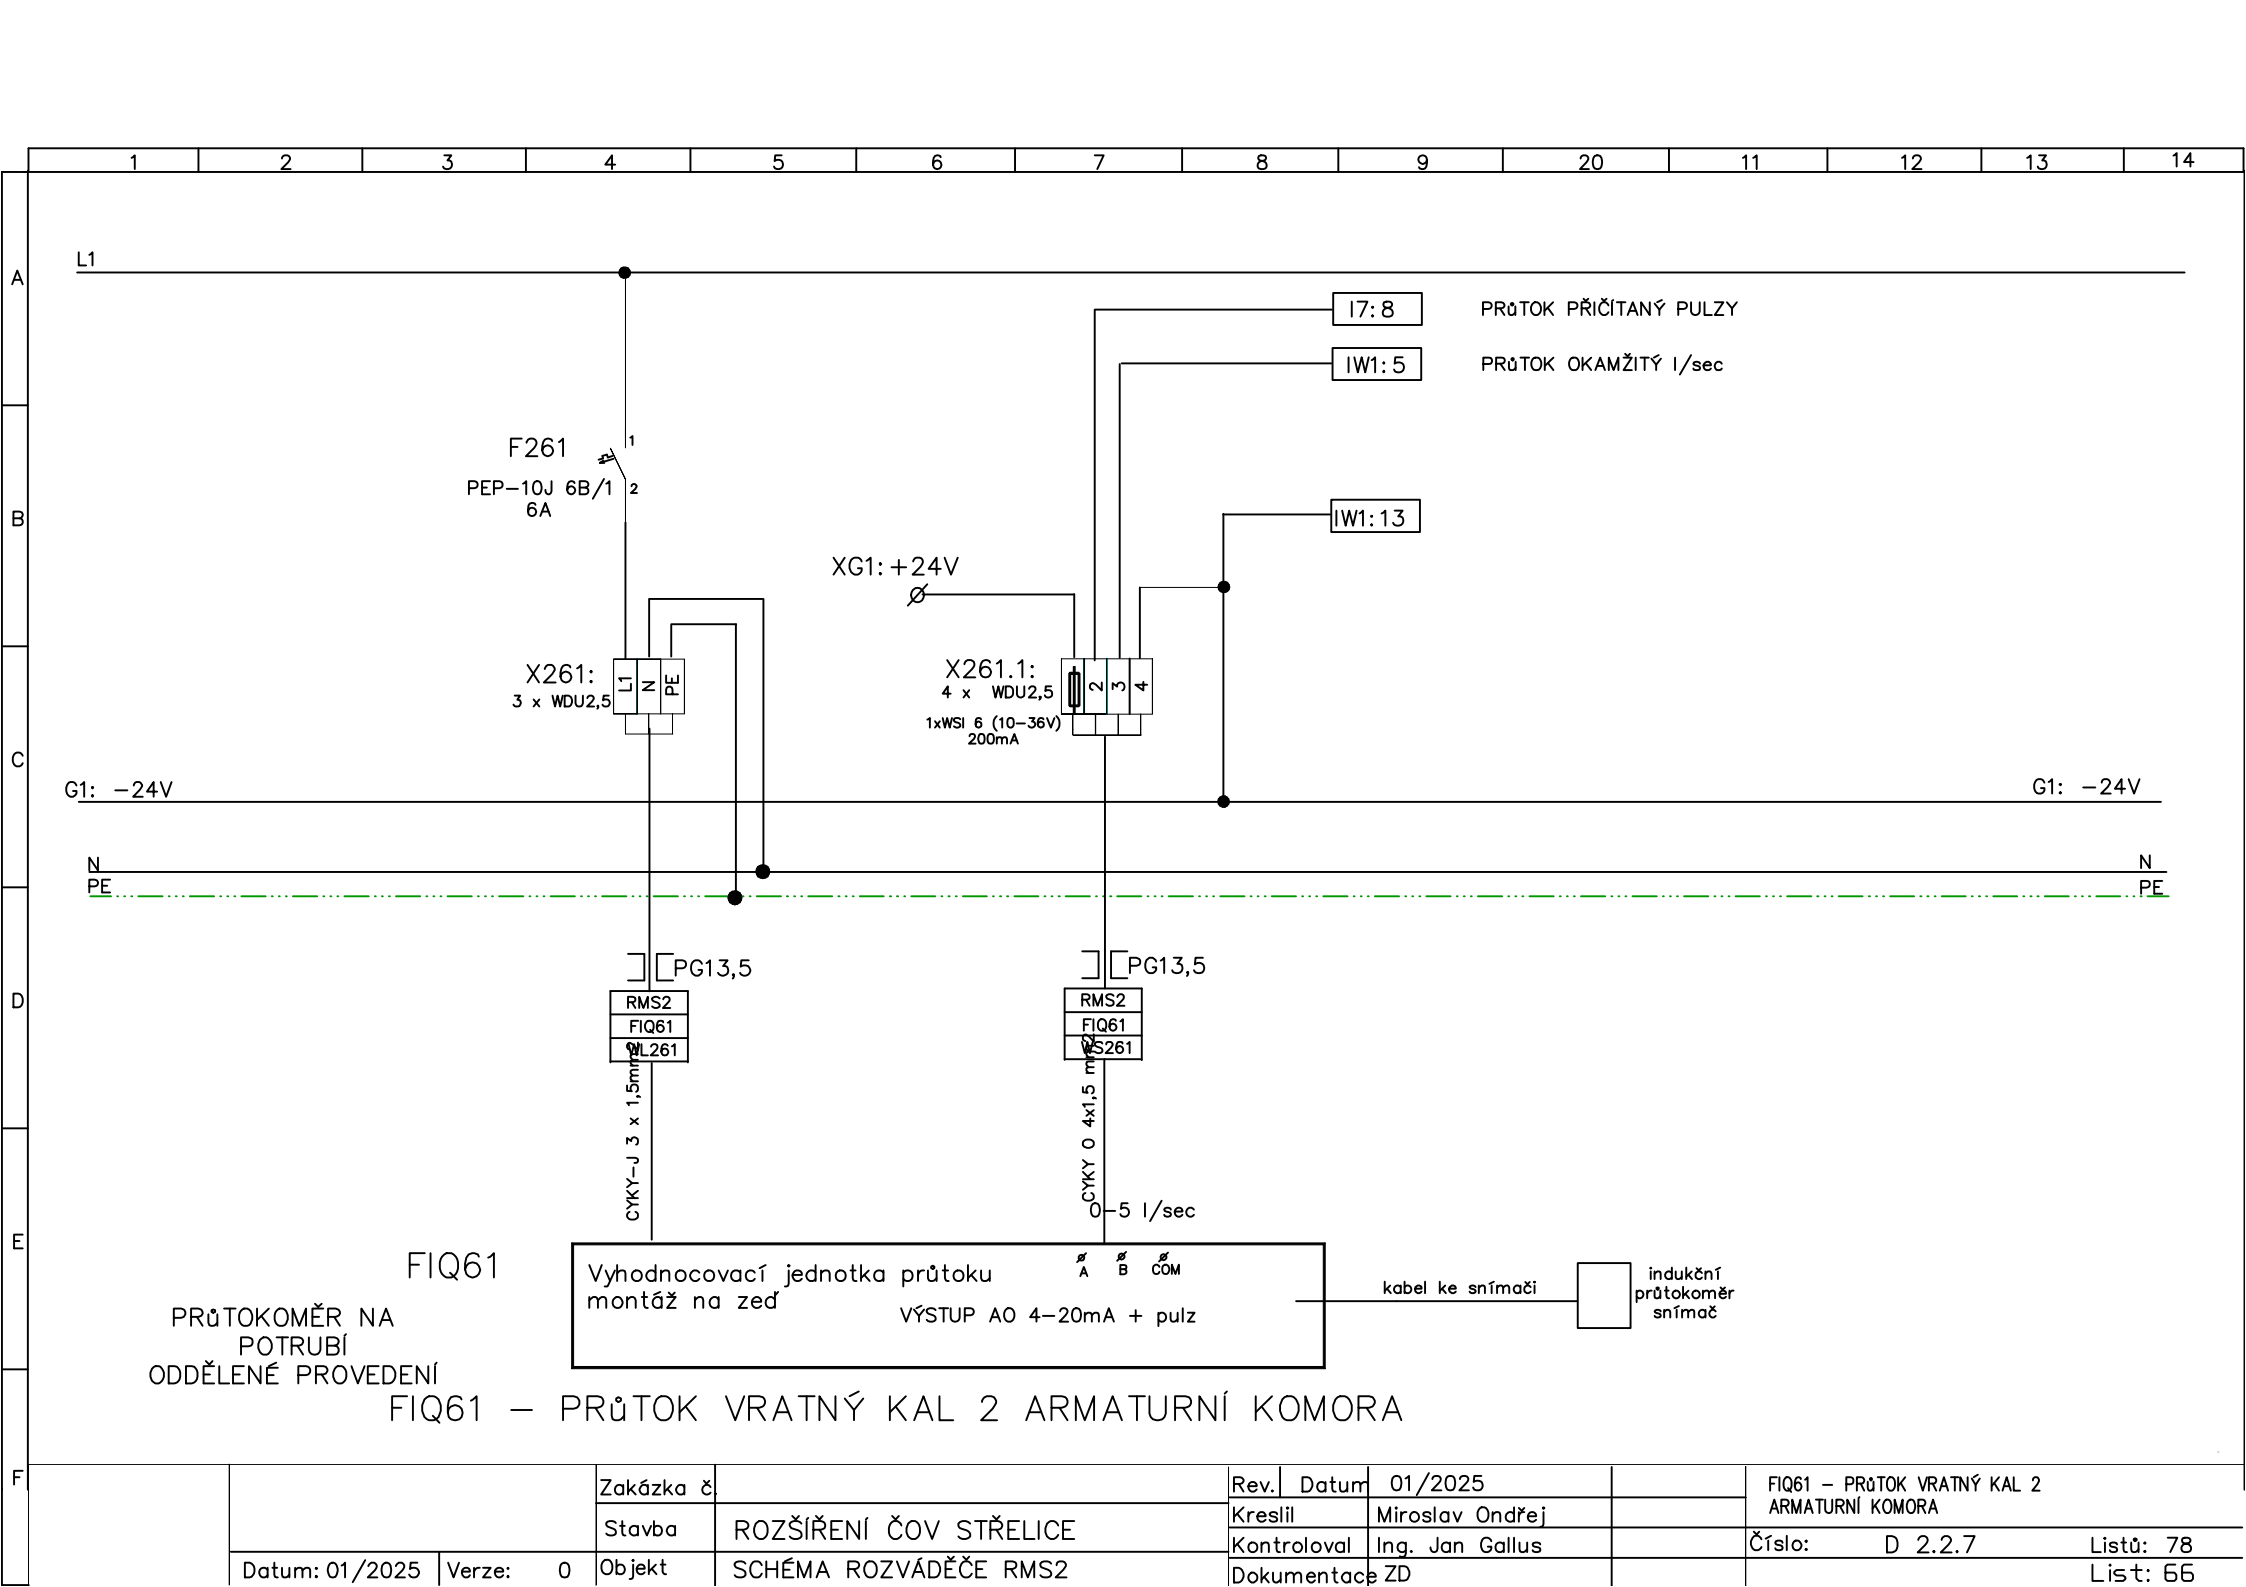 1 2 3 4 5 6 7 8 9 20 11 12 13 14
A
L1
I7:8 PRůTOK PŘIČÍTANÝ PULZY
IW1:5 PRůTOK OKAMŽITÝ l/sec
F261
1
PEP-10J 6B/1 2
6A
B
IW1:13
XG1:+24V
X261:
3 x WDU2,5
L1 N PE
X261.1:
4 x WDU2,5
1xWSI 6 (10-36V)
200mA
2 3 4
C
G1: -24V G1: -24V
N N
PE PE
PG13,5 PG13,5
D
RMS2 RMS2
FIQ61 FIQ61
WL261 WS261
CYKY-J 3 x 1,5mm2
CYKY O 4x1,5 mm2
0-5 l/sec
E
FIQ61
Vyhodnocovací jednotka průtoku
montáž na zeď
A B COM
VÝSTUP AO 4-20mA + pulz
kabel ke snímači
indukční
průtokoměr
snímač
PRůTOKOMĚR NA
POTRUBÍ
ODDĚLENÉ PROVEDENÍ
FIQ61 - PRůTOK VRATNÝ KAL 2 ARMATURNÍ KOMORA
F
Zakázka č.
Stavba ROZŠÍŘENÍ ČOV STŘELICE
Datum: 01/2025 Verze: 0 Objekt SCHÉMA ROZVÁDĚČE RMS2
Rev. Datum 01/2025
Kreslil Miroslav Ondřej
Kontroloval Ing. Jan Gallus
Dokumentace ZD
FIQ61 - PRůTOK VRATNÝ KAL 2
ARMATURNÍ KOMORA
Číslo: D 2.2.7 Listů: 78
List: 66